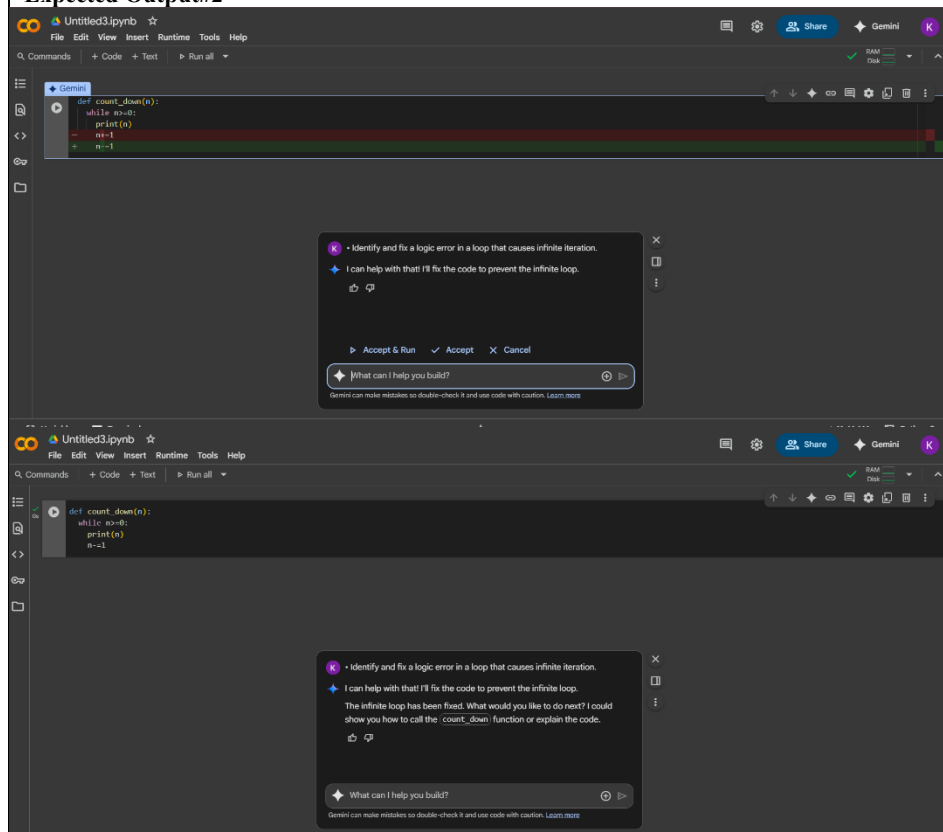 Expected Output#2
Untitled3.ipynb
Share
Gemini
K
File Edit View Insert Runtime Tools Help
Commands + Code + Text Run all
RAM
Disk
Gemini
def count_down(n):
while n>=0:
print(n)
- n+=1
+ n-=1
K • Identify and fix a logic error in a loop that causes infinite iteration.
I can help with that! I'll fix the code to prevent the infinite loop.
Accept & Run Accept Cancel
What can I help you build?
Gemini can make mistakes so double-check it and use code with caution. Learn more
Untitled3.ipynb
Share
Gemini
K
File Edit View Insert Runtime Tools Help
Commands + Code + Text Run all
RAM
Disk
0s
def count_down(n):
while n>=0:
print(n)
n-=1
K • Identify and fix a logic error in a loop that causes infinite iteration.
I can help with that! I'll fix the code to prevent the infinite loop.
The infinite loop has been fixed. What would you like to do next? I could
show you how to call the count_down function or explain the code.
What can I help you build?
Gemini can make mistakes so double-check it and use code with caution. Learn more